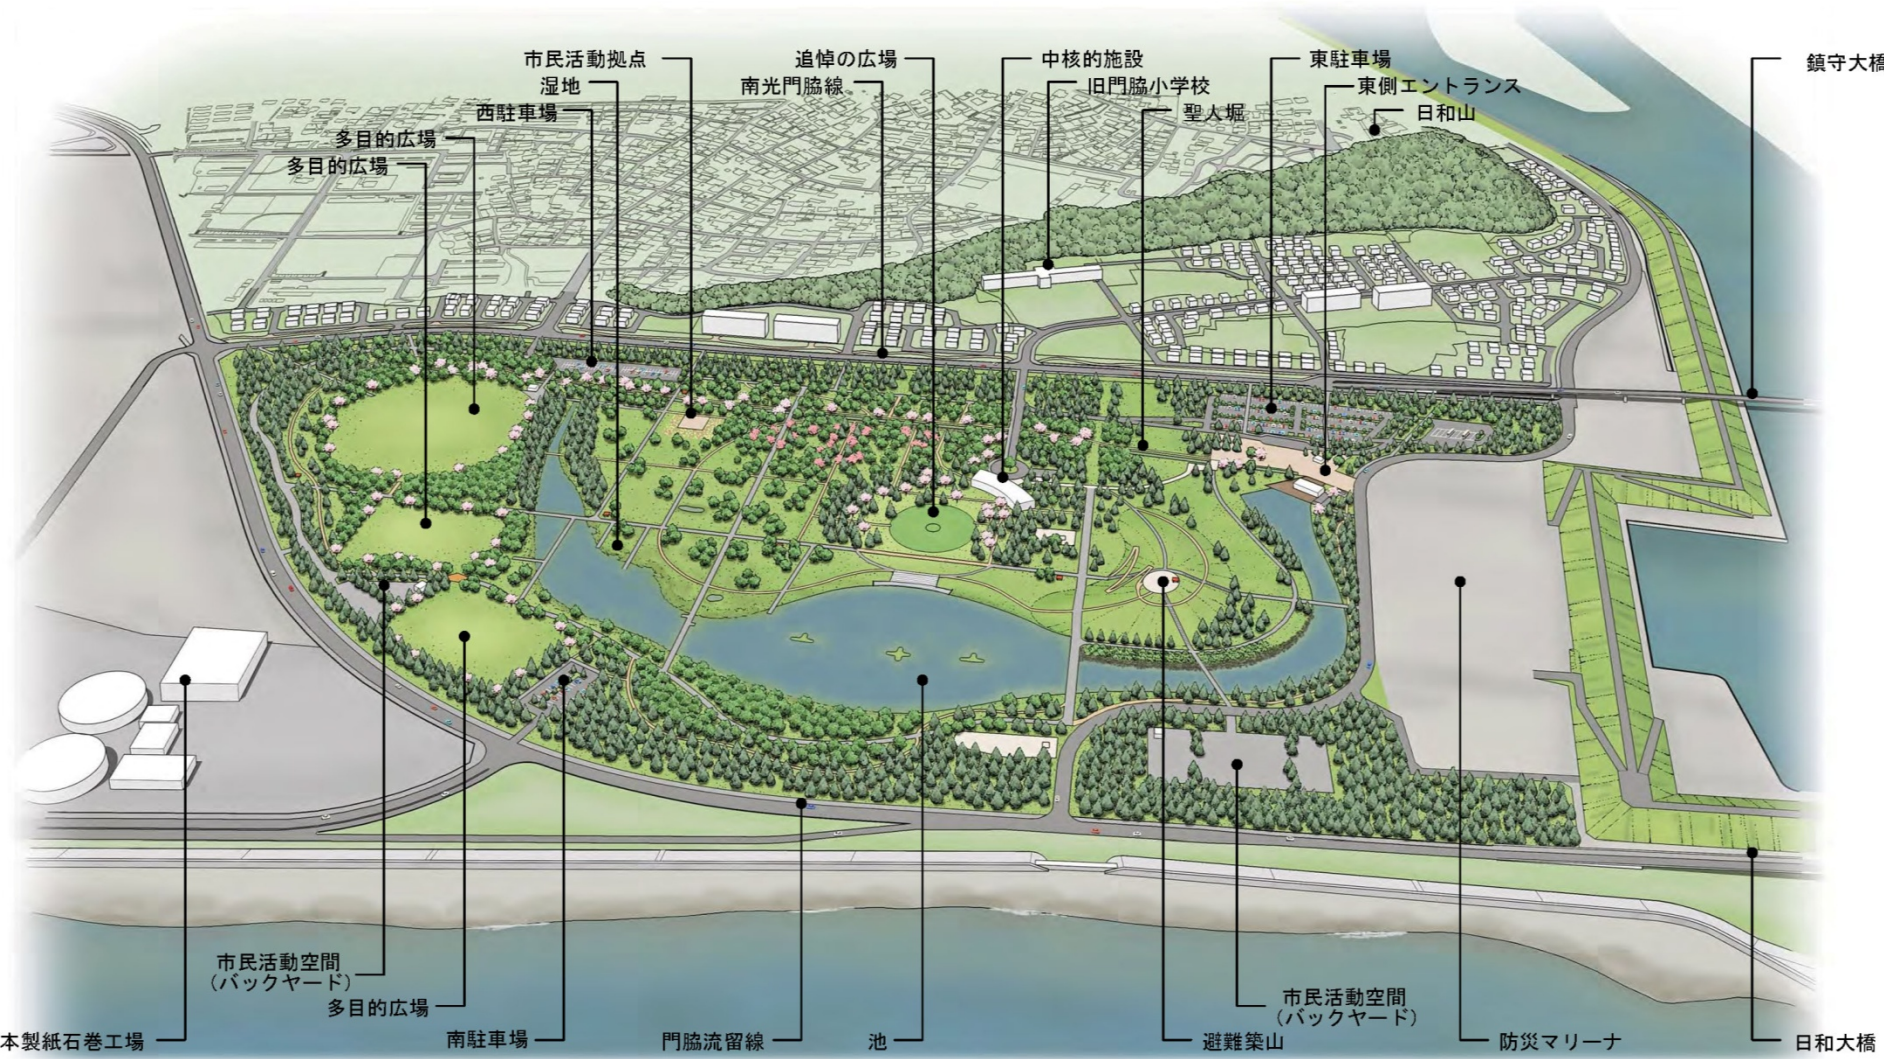 市民活動拠点
追悼の広場
中核的施設
東駐車場
鎮守大橋
湿地
南光門脇線
旧門脇小学校
東側エントランス
西駐車場
聖人堀
日和山
多目的広場
多目的広場
市民活動空間
（バックヤード）
多目的広場
市民活動空間
（バックヤード）
本製紙石巻工場
南駐車場
門脇流留線
池
避難築山
防災マリーナ
日和大橋